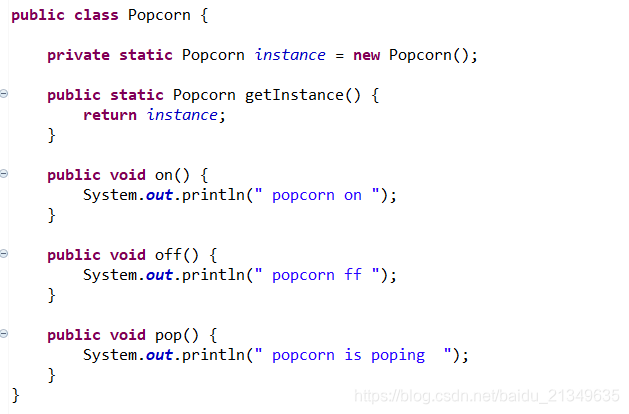 public class Popcorn {
private static Popcorn instance = new Popcorn();
public static Popcorn getInstance() {
return instance;
}
public void on() {
System.out.println(" popcorn on ");
}
public void off() {
System.out.println(" popcorn ff ");
}
public void pop() {
System.out.println(" popcorn is poping  ");
}
}
https://blog.csdn.net/baidu_21349635